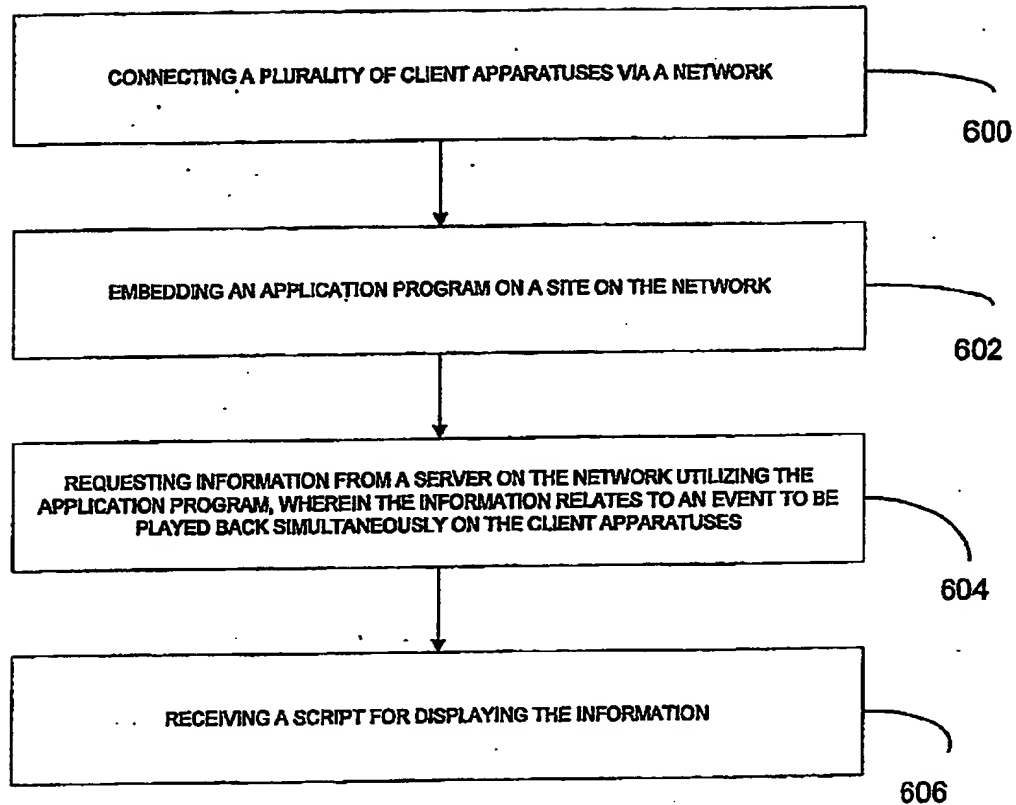 CONNECTING A PLURALITY OF CLIENT APPARATUSES VIA A NETWORK
600
EMBEDDING AN APPLICATION PROGRAM ON A SITE ON THE NETWORK
602
REQUESTING INFORMATION FROM A SERVER ON THE NETWORK UTILIZING THE
APPLICATION PROGRAM, WHEREIN THE INFORMATION RELATES TO AN EVENT TO BE
PLAYED BACK SIMULTANEOUSLY ON THE CLIENT APPARATUSES
604
RECEIVING A SCRIPT FOR DISPLAYING THE INFORMATION
606